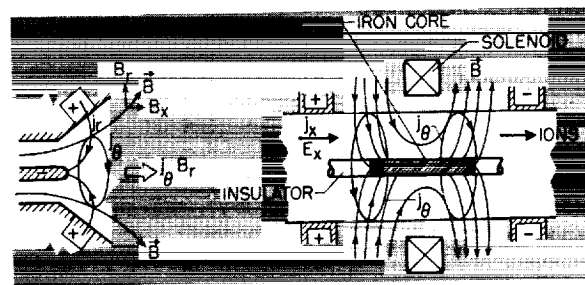 IRON CORE
SOLENOID
B_r
B⃗
B_x
j_r
θ
j_θ B_r
B⃗
+
+
−
INSULATOR
+
−
B⃗
j_x
E_x
j_θ
IONS
j_θ
+
−